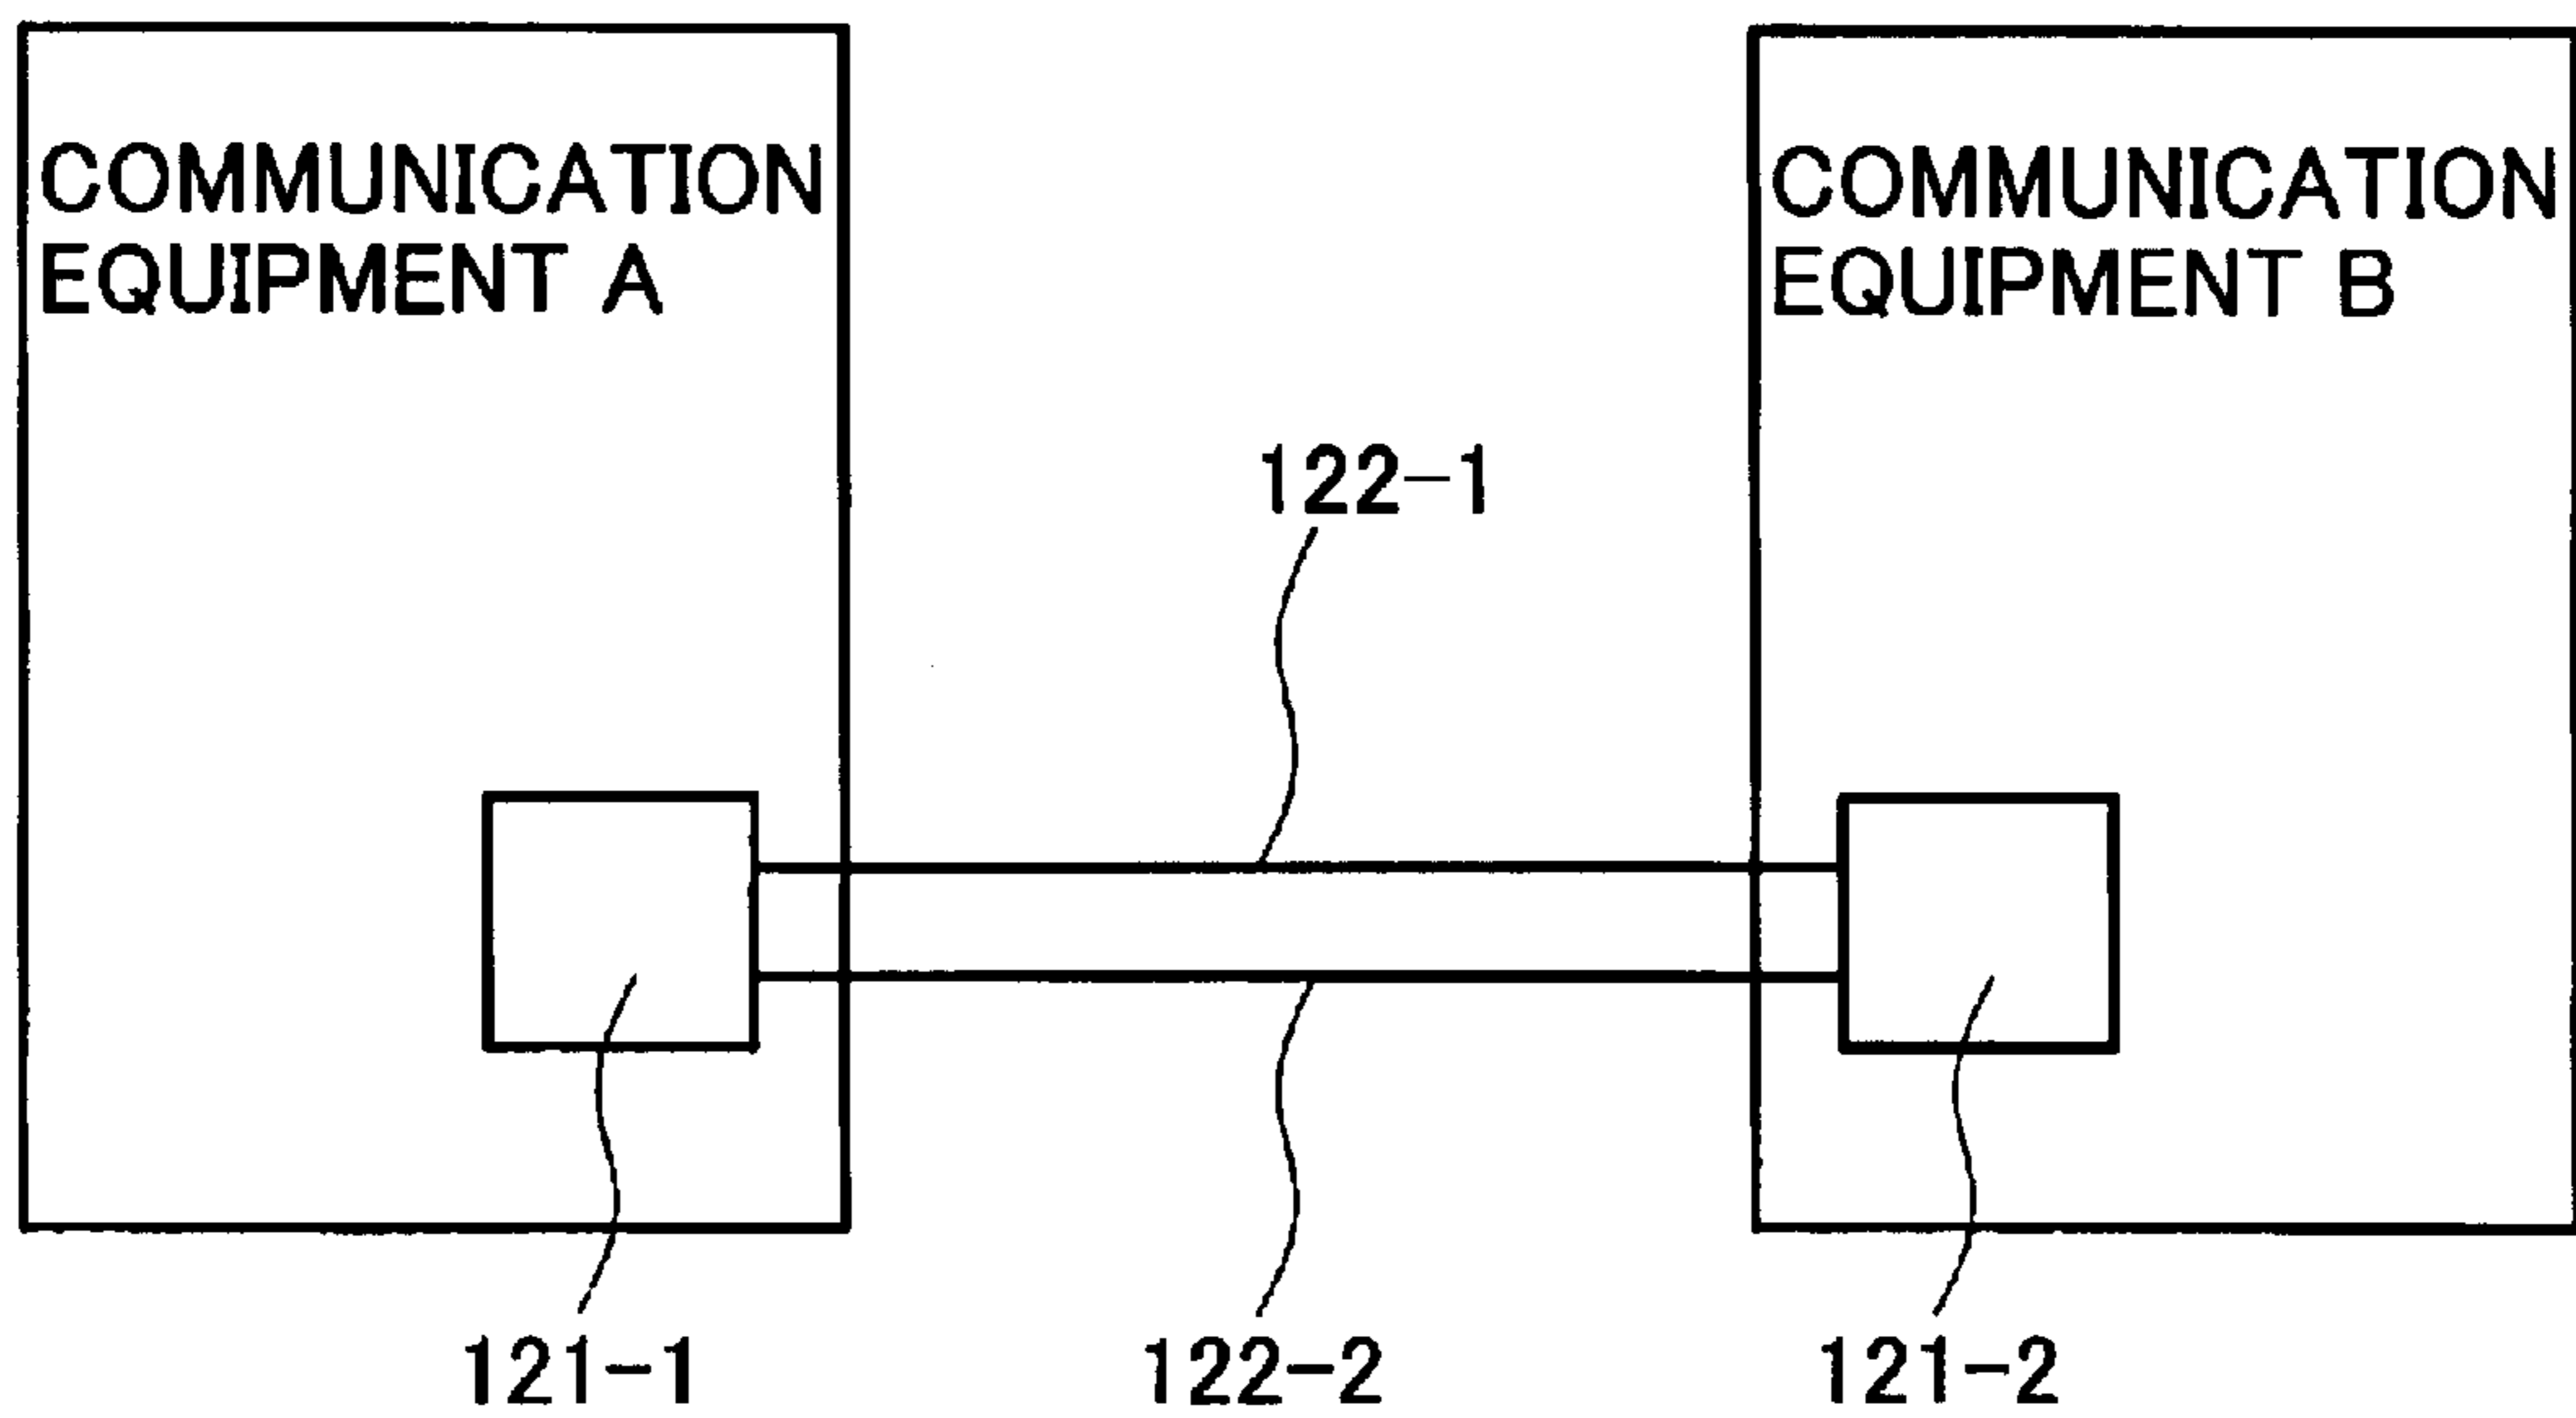 COMMUNICATION
EQUIPMENT A
COMMUNICATION
EQUIPMENT B
122-1
121-1
122-2
121-2